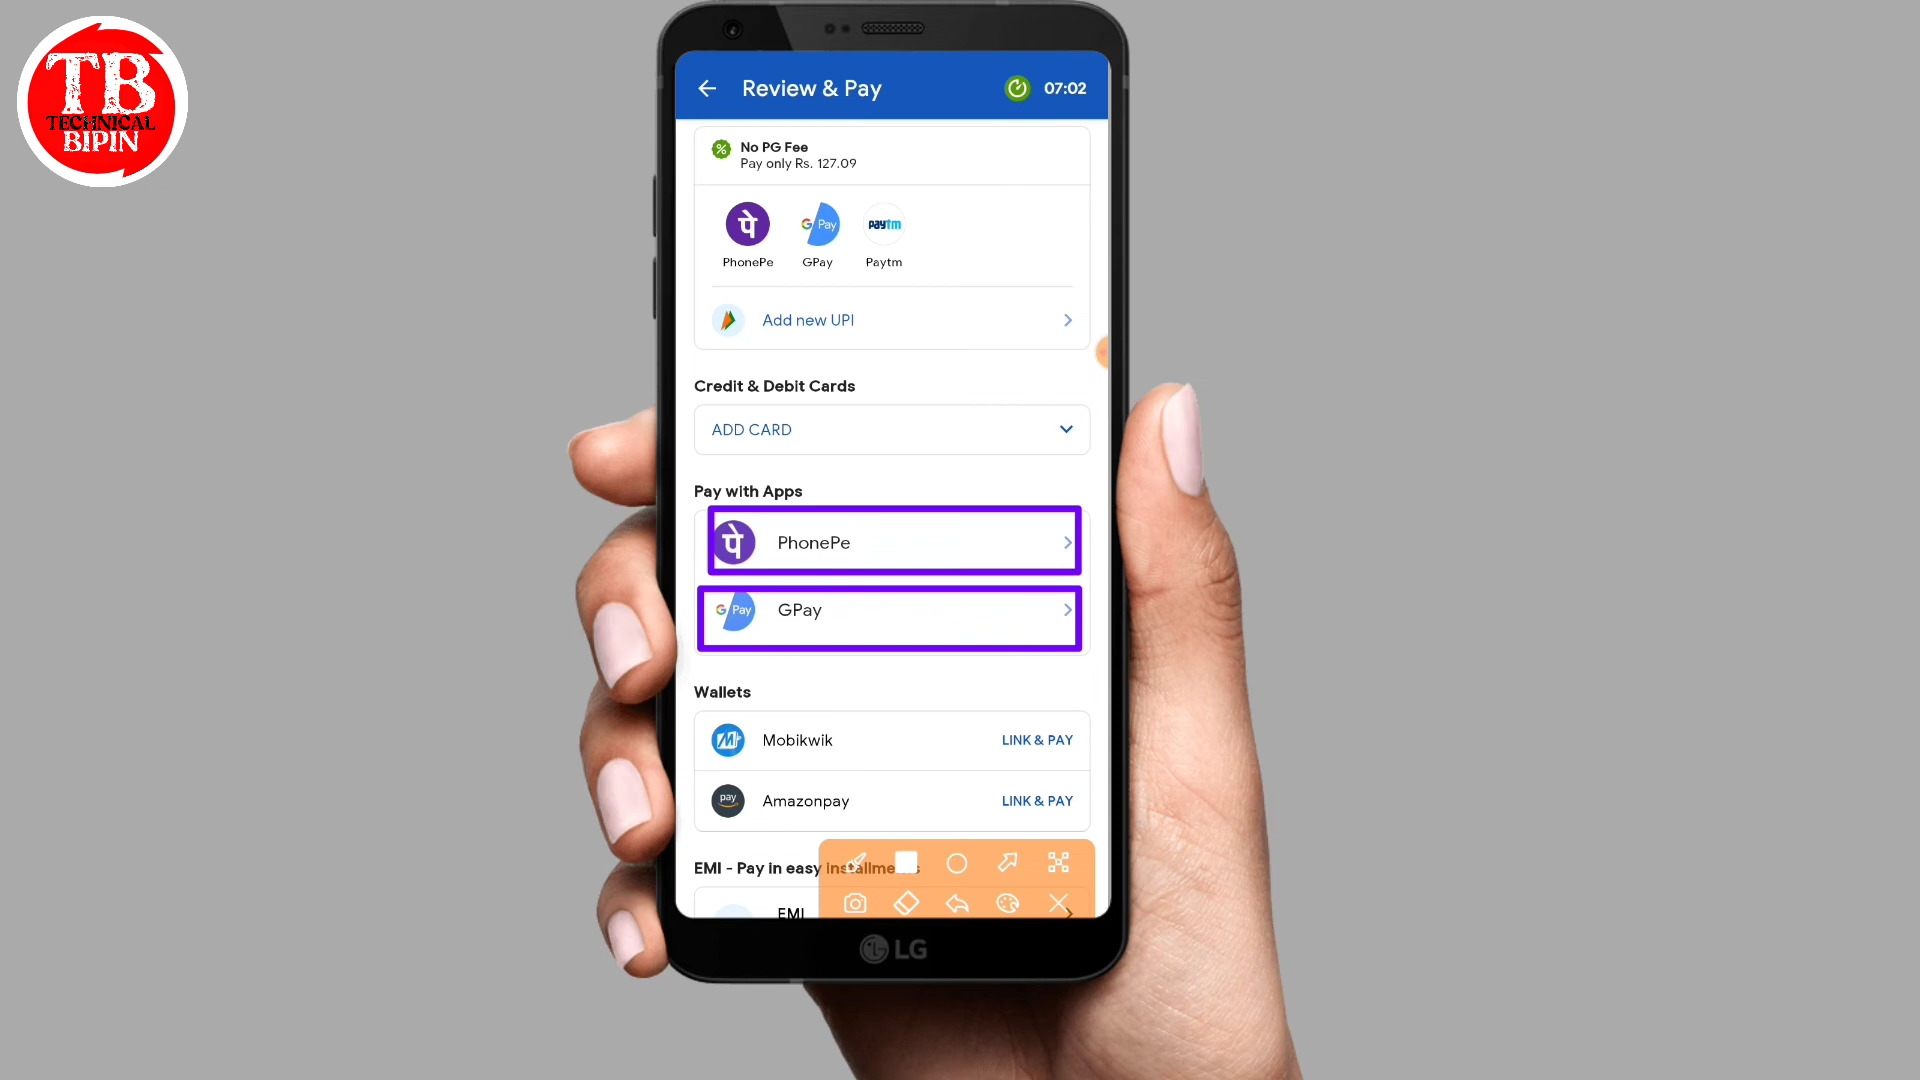 TB
TECHNICAL
BIPIN
Review & Pay
07:02
No PG Fee
Pay only Rs. 127.09
पे
G Pay
paytm
PhonePe
GPay
Paytm
Add new UPI
Credit & Debit Cards
ADD CARD
Pay with Apps
पे
PhonePe
G Pay
GPay
Wallets
Mobikwik
LINK & PAY
pay
Amazonpay
LINK & PAY
EMI - Pay in easy installments
EMI
LG